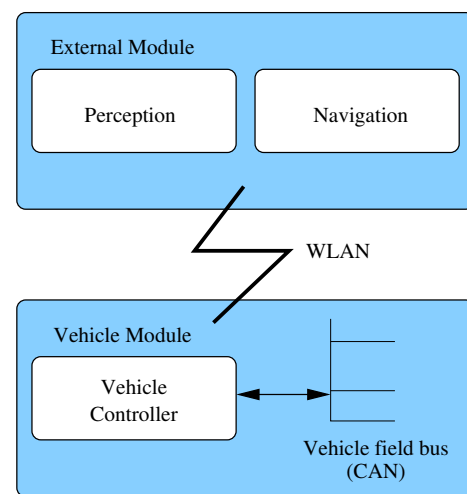 External Module
Perception
Navigation
WLAN
Vehicle Module
Vehicle
Controller
Vehicle field bus
(CAN)